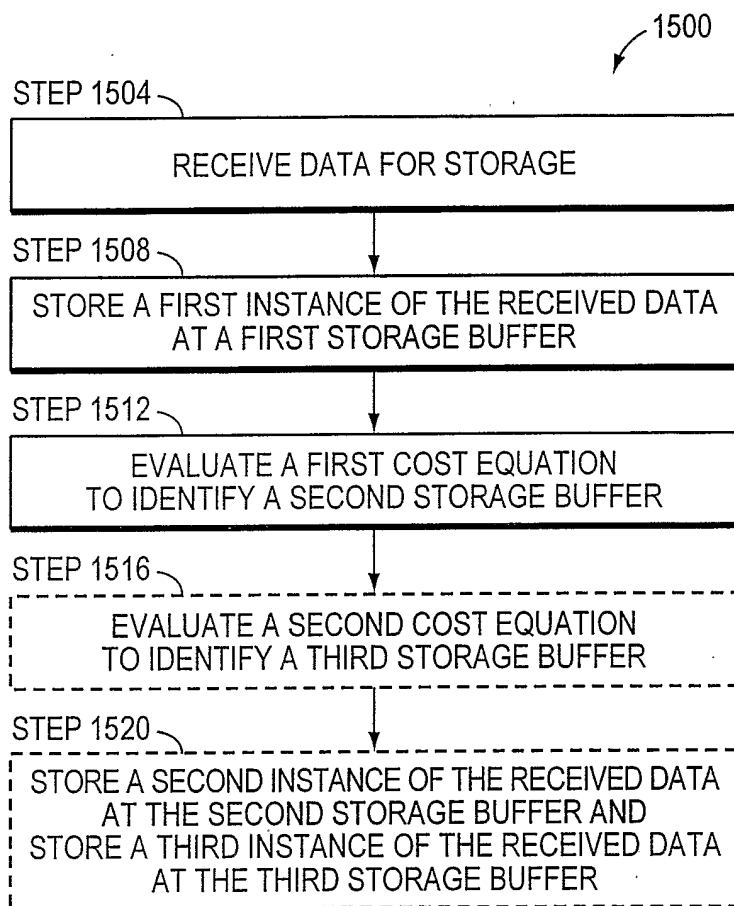 1500
STEP 1504
RECEIVE DATA FOR STORAGE
STEP 1508
STORE A FIRST INSTANCE OF THE RECEIVED DATA
AT A FIRST STORAGE BUFFER
STEP 1512
EVALUATE A FIRST COST EQUATION
TO IDENTIFY A SECOND STORAGE BUFFER
STEP 1516
EVALUATE A SECOND COST EQUATION
TO IDENTIFY A THIRD STORAGE BUFFER
STEP 1520
STORE A SECOND INSTANCE OF THE RECEIVED DATA
AT THE SECOND STORAGE BUFFER AND
STORE A THIRD INSTANCE OF THE RECEIVED DATA
AT THE THIRD STORAGE BUFFER